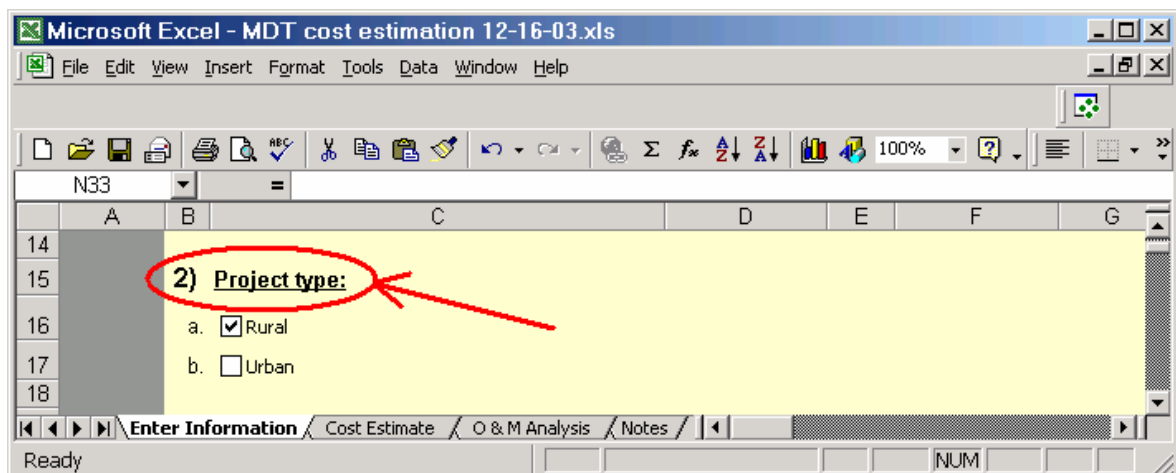 Microsoft Excel - MDT cost estimation 12-16-03.xls
File Edit View Insert Format Tools Data Window Help
ABC Σ fx A Z Z A 100% ?
N33 =
A B C D E F G
14
15 2) Project type:
16 a. Rural
17 b. Urban
18
Enter Information Cost Estimate O & M Analysis Notes
Ready NUM